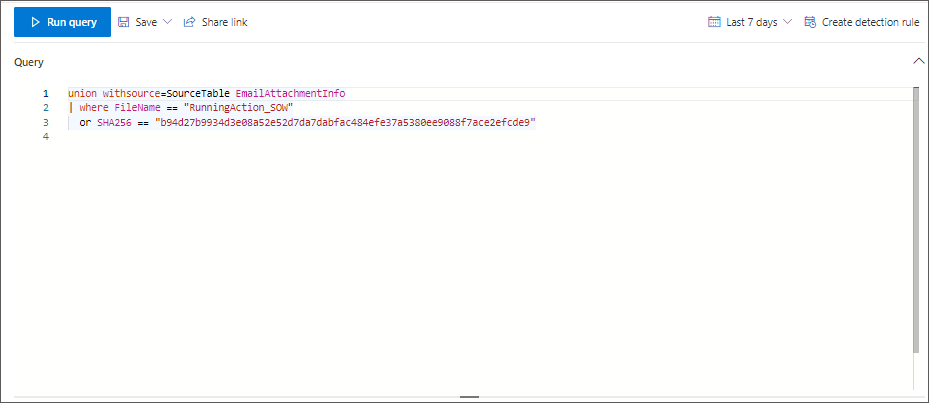 Run query Save Share link Last 7 days Create detection rule
Query
1 union withsource=SourceTable EmailAttachmentInfo
2 | where FileName == "RunningAction_SOW"
3 or SHA256 == "b94d27b9934d3e08a52e52d7da7dabfac484efe37a5380ee9088f7ace2efcde9"
4